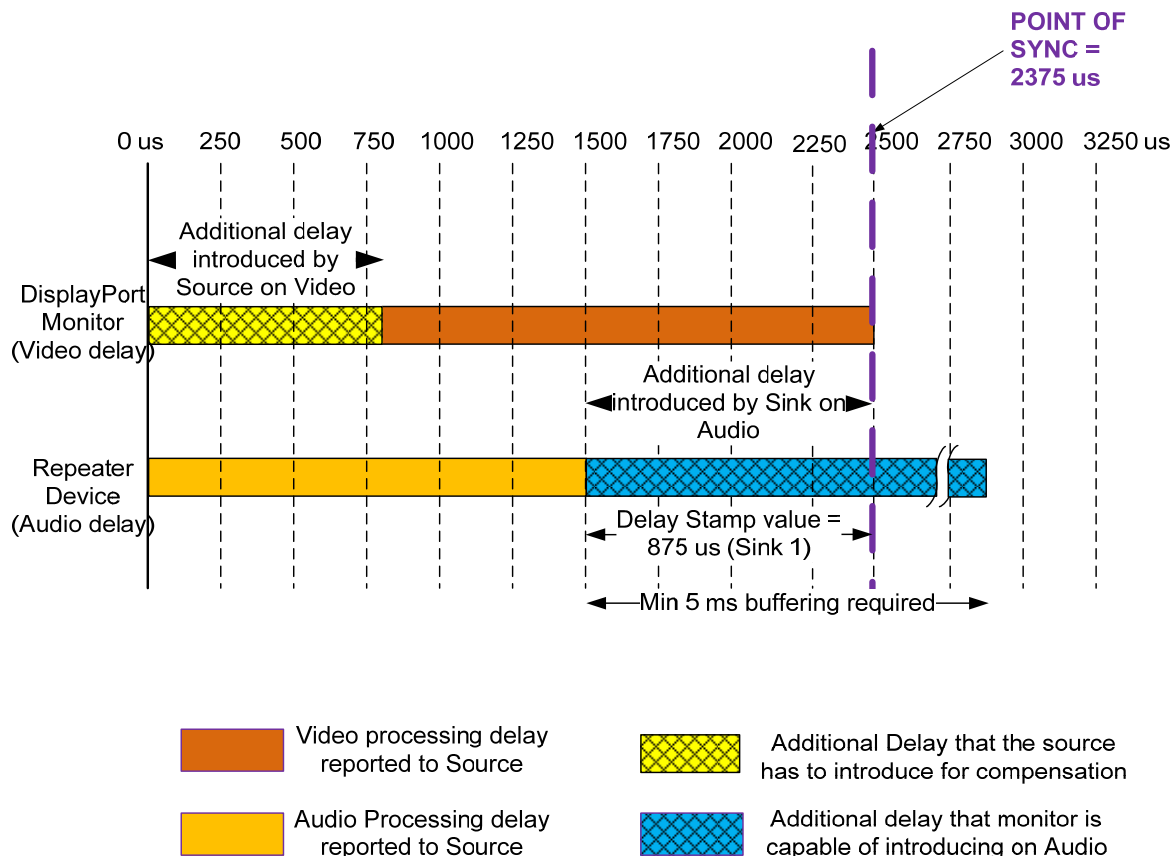 POINT OF
SYNC =
2375 us
0 us 250 500 750 1000 1250 1500 1750 2000 2250 2500 2750 3000 3250 us
Additional delay
introduced by
Source on Video
DisplayPort
Monitor
(Video delay)
Additional delay
introduced by Sink on
Audio
Repeater
Device
(Audio delay)
Delay Stamp value =
875 us (Sink 1)
Min 5 ms buffering required
Video processing delay
reported to Source
Additional Delay that the source
has to introduce for compensation
Audio Processing delay
reported to Source
Additional delay that monitor is
capable of introducing on Audio